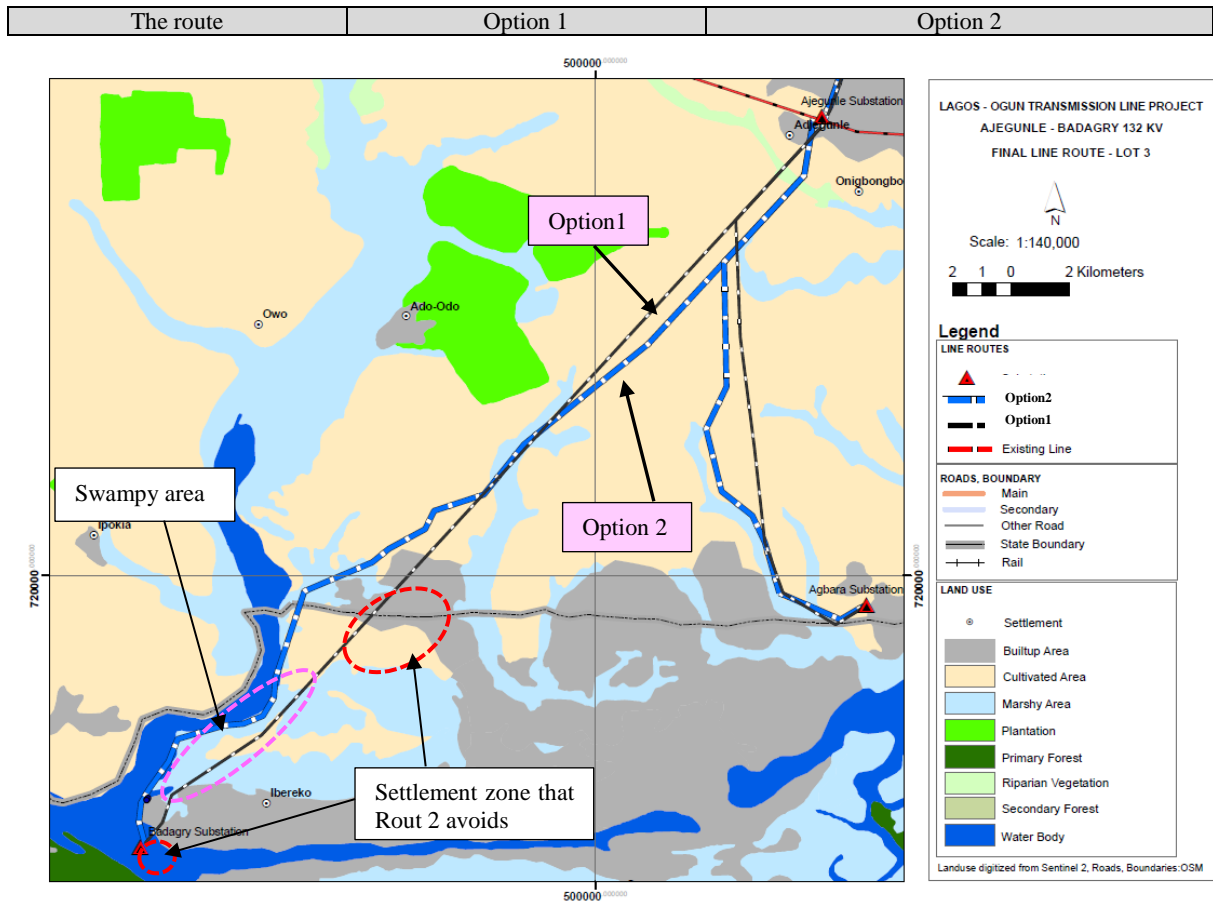 The route Option 1 Option 2
500000.000000
Ajegunle Substation
Adjegunle
Onigbongbo
Option1
Ado-Odo
Owo
Swampy area
Option 2
Ipokia
720000.000000
720000.000000
Agbara Substation
Settlement zone that
Rout 2 avoids
Ibereko
Badagry Substation
500000.000000
LAGOS - OGUN TRANSMISSION LINE PROJECT
AJEGUNLE - BADAGRY 132 KV
FINAL LINE ROUTE - LOT 3
N
Scale: 1:140,000
2 1 0 2 Kilometers
Legend
LINE ROUTES
Option2
Option1
Existing Line
ROADS, BOUNDARY
Main
Secondary
Other Road
State Boundary
Rail
LAND USE
Settlement
Builtup Area
Cultivated Area
Marshy Area
Plantation
Primary Forest
Riparian Vegetation
Secondary Forest
Water Body
Landuse digitized from Sentinel 2, Roads, Boundaries:OSM